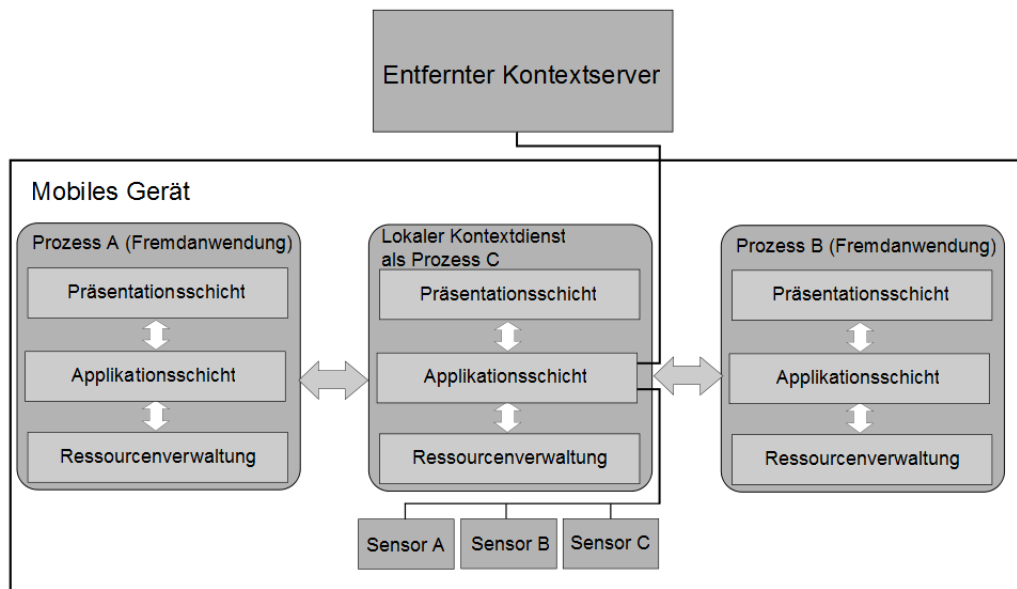 Entfernter Kontextserver
Mobiles Gerät
Prozess A (Fremdanwendung)
Präsentationsschicht
Applikationsschicht
Ressourcenverwaltung
Lokaler Kontextdienst
als Prozess C
Präsentationsschicht
Applikationsschicht
Ressourcenverwaltung
Prozess B (Fremdanwendung)
Präsentationsschicht
Applikationsschicht
Ressourcenverwaltung
Sensor A
Sensor B
Sensor C